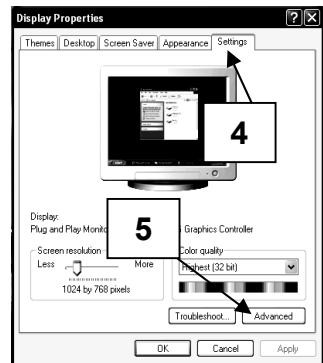 Display Properties
Themes Desktop Screen Saver Appearance Settings
4
Display:
Plug and Play Graphics Controller
5
Screen resolution
Less More
1024 by 768 pixels
Color quality
Highest (32 bit)
Troubleshoot... Advanced
OK Cancel Apply